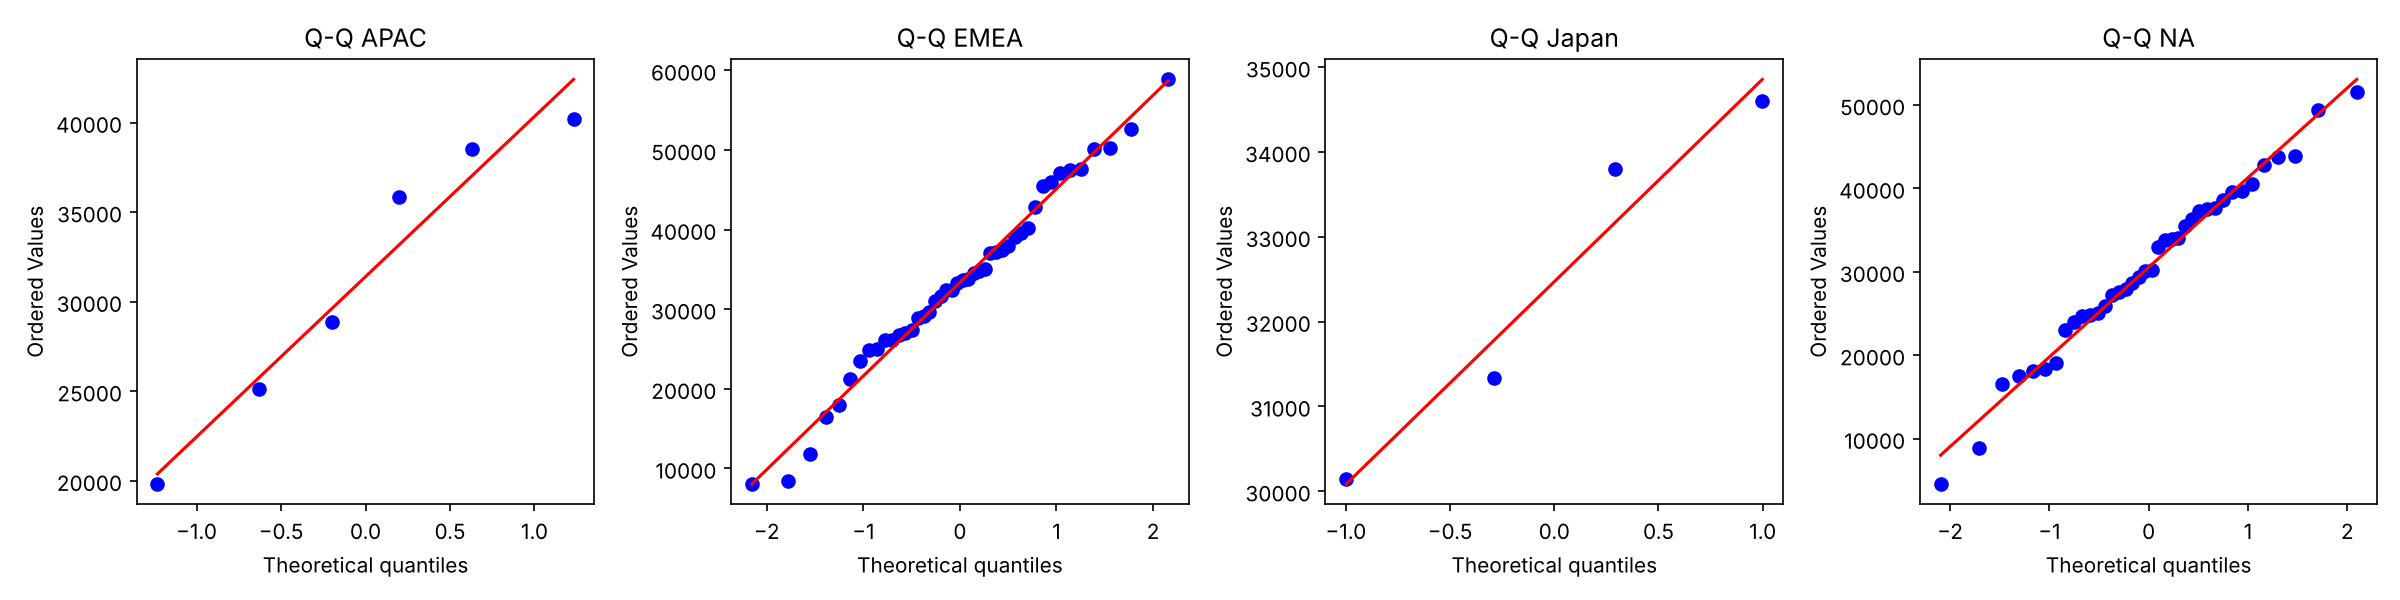 Q-Q APAC
Ordered Values
40000
35000
30000
25000
20000
−1.0 −0.5 0.0 0.5 1.0
Theoretical quantiles
Q-Q EMEA
Ordered Values
60000
50000
40000
30000
20000
10000
−2 −1 0 1 2
Theoretical quantiles
Q-Q Japan
Ordered Values
35000
34000
33000
32000
31000
30000
−1.0 −0.5 0.0 0.5 1.0
Theoretical quantiles
Q-Q NA
Ordered Values
50000
40000
30000
20000
10000
−2 −1 0 1 2
Theoretical quantiles